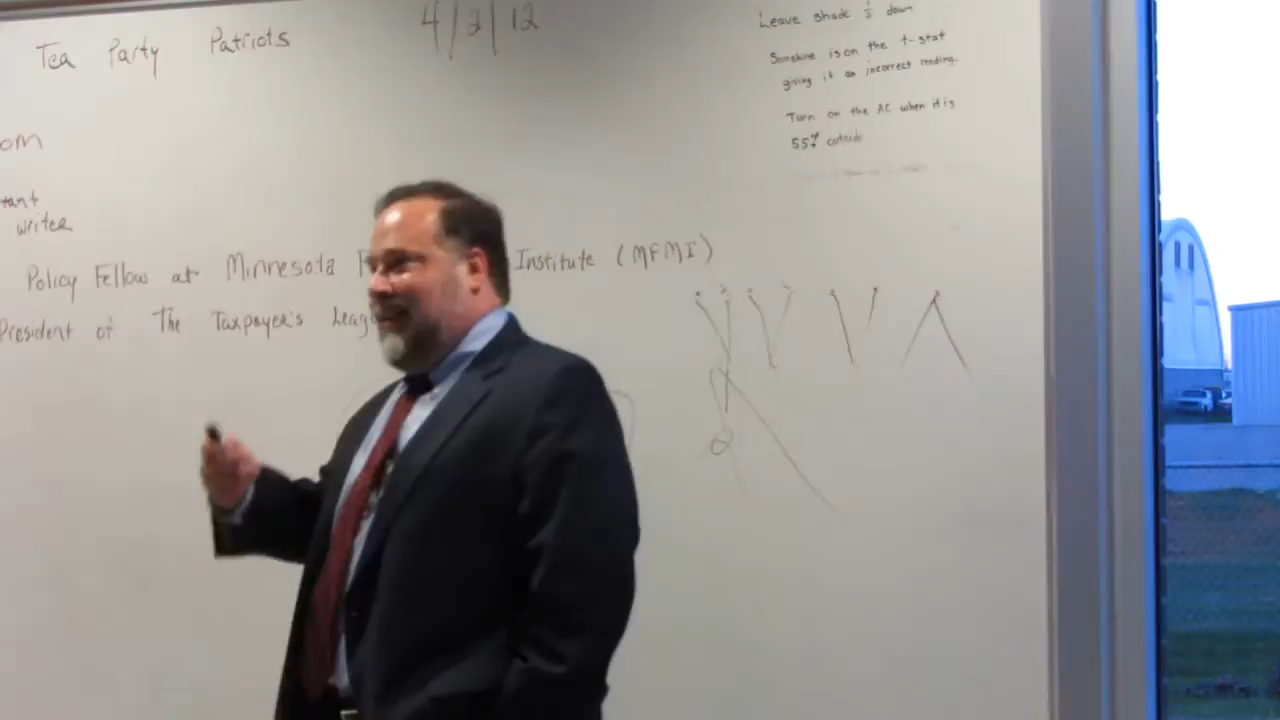 Tea Party Patriots 4/2/12
om
tant
writer
Policy Fellow at Minnesota F Institute (MFMI)
President of The Taxpayer's Leag
Leave shade ⅓ down
Sunshine is on the t-stat
giving it an incorrect reading.
Turn on the AC when it is
55° outside